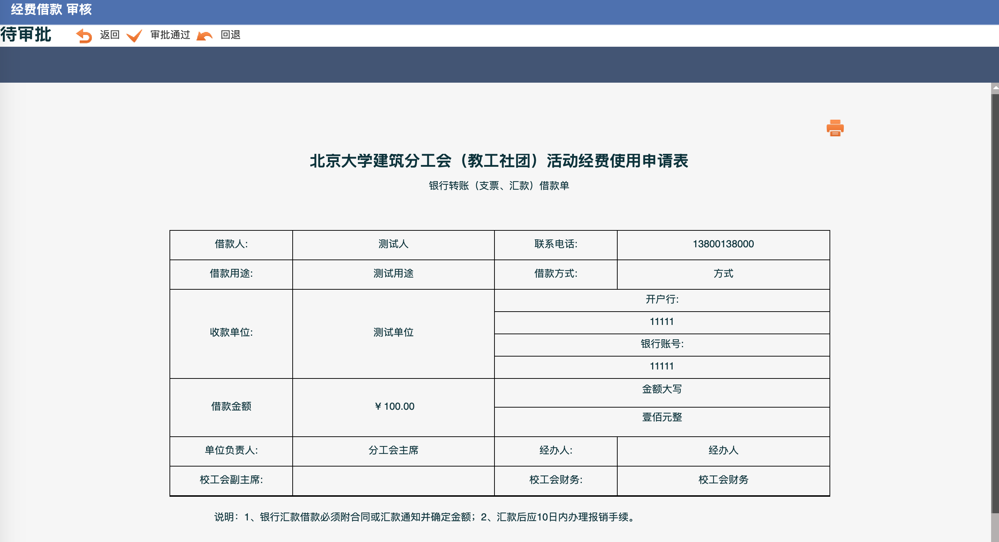 经费借款 审核
待审批 返回 审批通过 回退
北京大学建筑分工会（教工社团）活动经费使用申请表
银行转账（支票、汇款）借款单
借款人: 测试人 联系电话: 13800138000
借款用途: 测试用途 借款方式: 方式
收款单位: 测试单位
开户行:
11111
银行账号:
11111
借款金额 ¥ 100.00
金额大写
壹佰元整
单位负责人: 分工会主席 经办人: 经办人
校工会副主席: 校工会财务: 校工会财务
说明：1、银行汇款借款必须附合同或汇款通知并确定金额；2、汇款后应10日内办理报销手续。